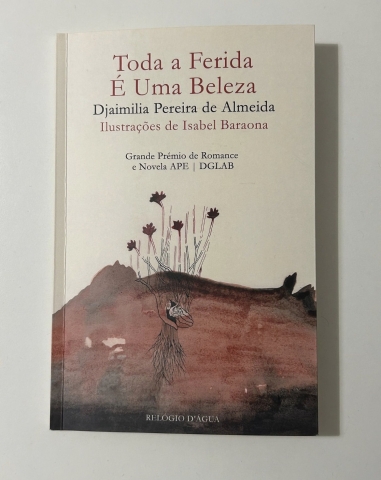 Toda a Ferida
É Uma Beleza
Djaimilia Pereira de Almeida
Ilustrações de Isabel Baraona
Grande Prémio de Romance
e Novela APE | DGLAB
RELÓGIO D'ÁGUA